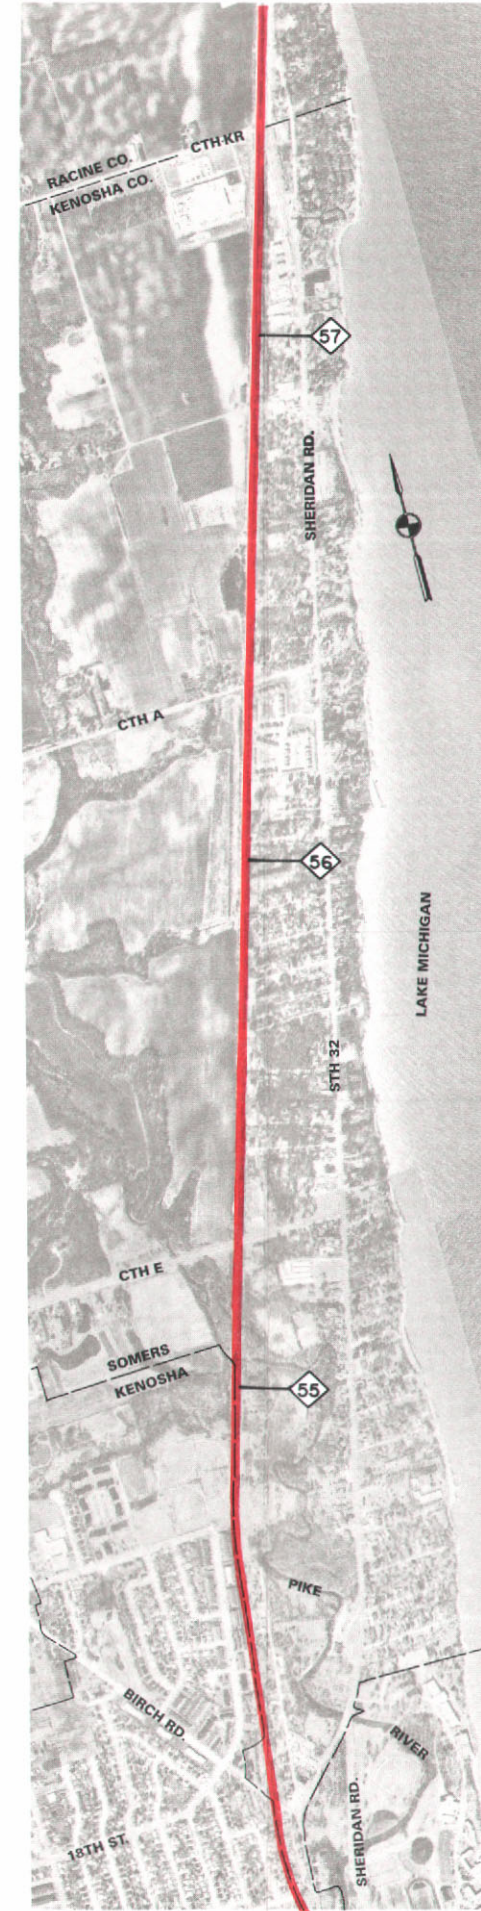 RACINE CO.
CTH KR
KENOSHA CO.
57
SHERIDAN RD.
CTH A
56
LAKE MICHIGAN
STH 32
CTH E
SOMERS
KENOSHA
55
PIKE
BIRCH RD.
RIVER
SHERIDAN RD.
18TH ST.